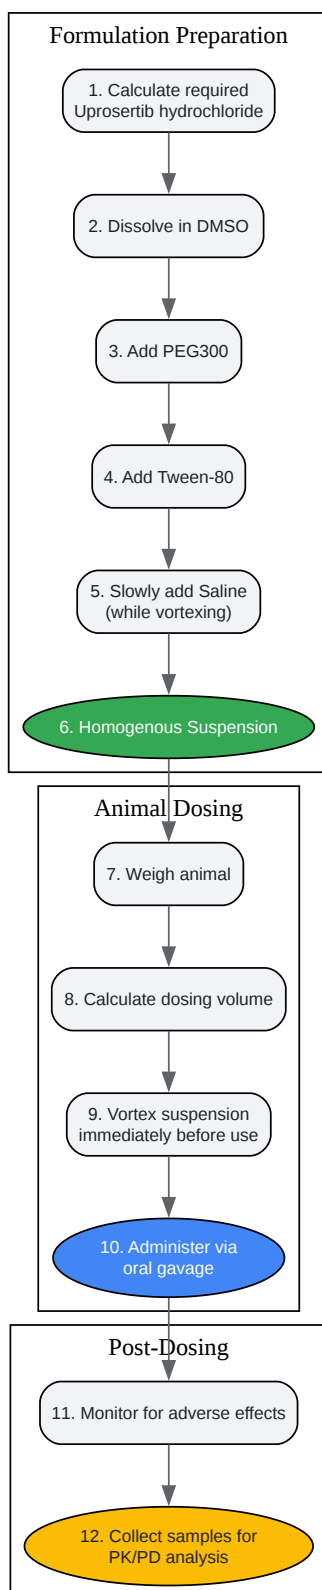 Formulation Preparation
1. Calculate required
Uprosertib hydrochloride
2. Dissolve in DMSO
3. Add PEG300
4. Add Tween-80
5. Slowly add Saline
(while vortexing)
6. Homogenous Suspension
Animal Dosing
7. Weigh animal
8. Calculate dosing volume
9. Vortex suspension
immediately before use
10. Administer via
oral gavage
Post-Dosing
11. Monitor for adverse effects
12. Collect samples for
PK/PD analysis